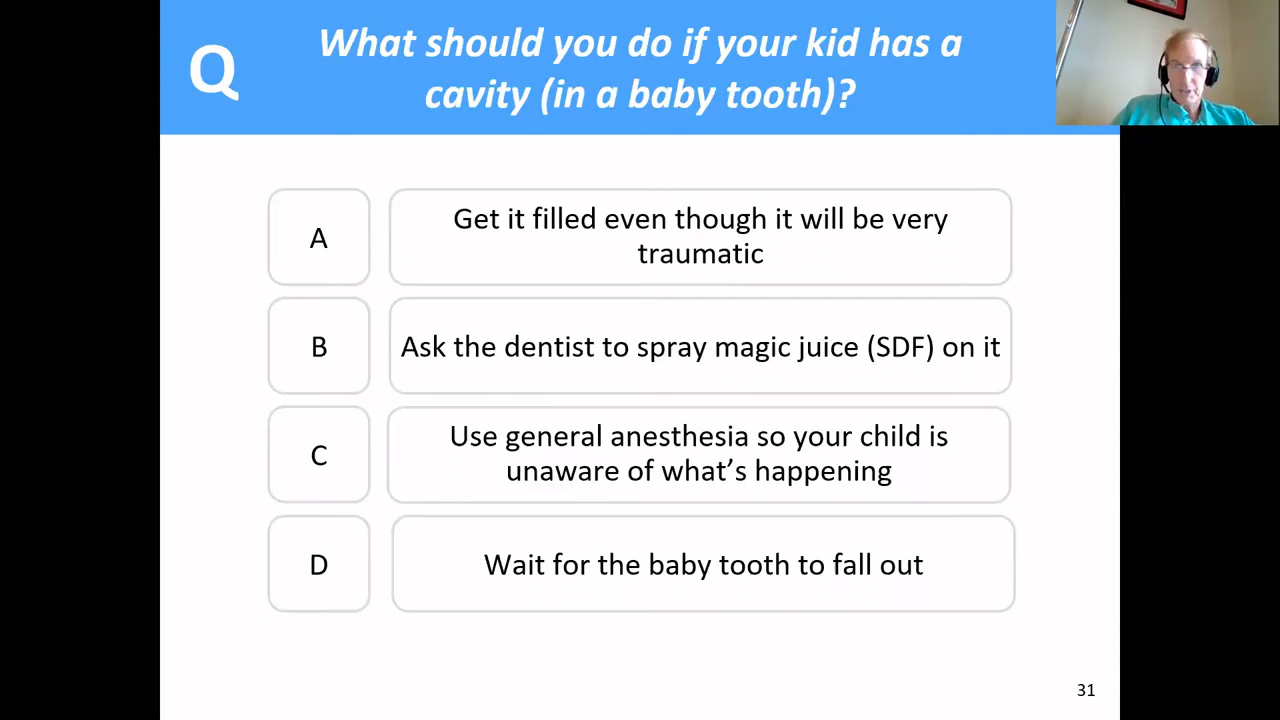 Q
What should you do if your kid has a
cavity (in a baby tooth)?
A
Get it filled even though it will be very
traumatic
B
Ask the dentist to spray magic juice (SDF) on it
C
Use general anesthesia so your child is
unaware of what’s happening
D
Wait for the baby tooth to fall out
31